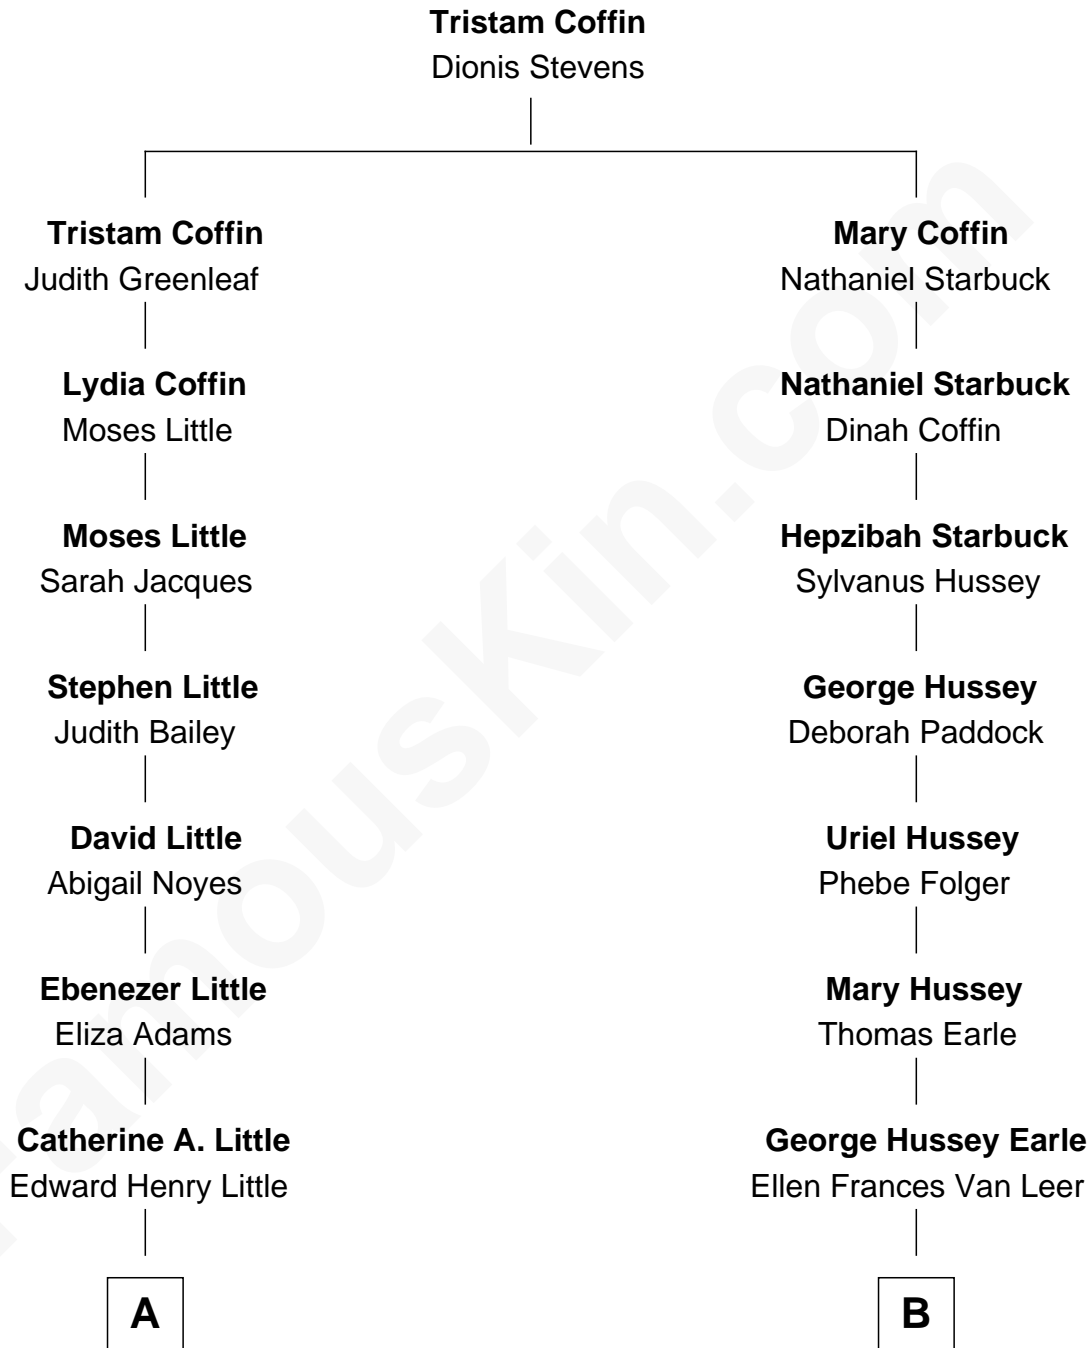 Tristam Coffin
Dionis Stevens
Tristam Coffin
Judith Greenleaf
Mary Coffin
Nathaniel Starbuck
Lydia Coffin
Moses Little
Nathaniel Starbuck
Dinah Coffin
Moses Little
Sarah Jacques
Hepzibah Starbuck
Sylvanus Hussey
Stephen Little
Judith Bailey
George Hussey
Deborah Paddock
David Little
Abigail Noyes
Uriel Hussey
Phebe Folger
Ebenezer Little
Eliza Adams
Mary Hussey
Thomas Earle
Catherine A. Little
Edward Henry Little
George Hussey Earle
Ellen Frances Van Leer
A
B
FamousKin.com